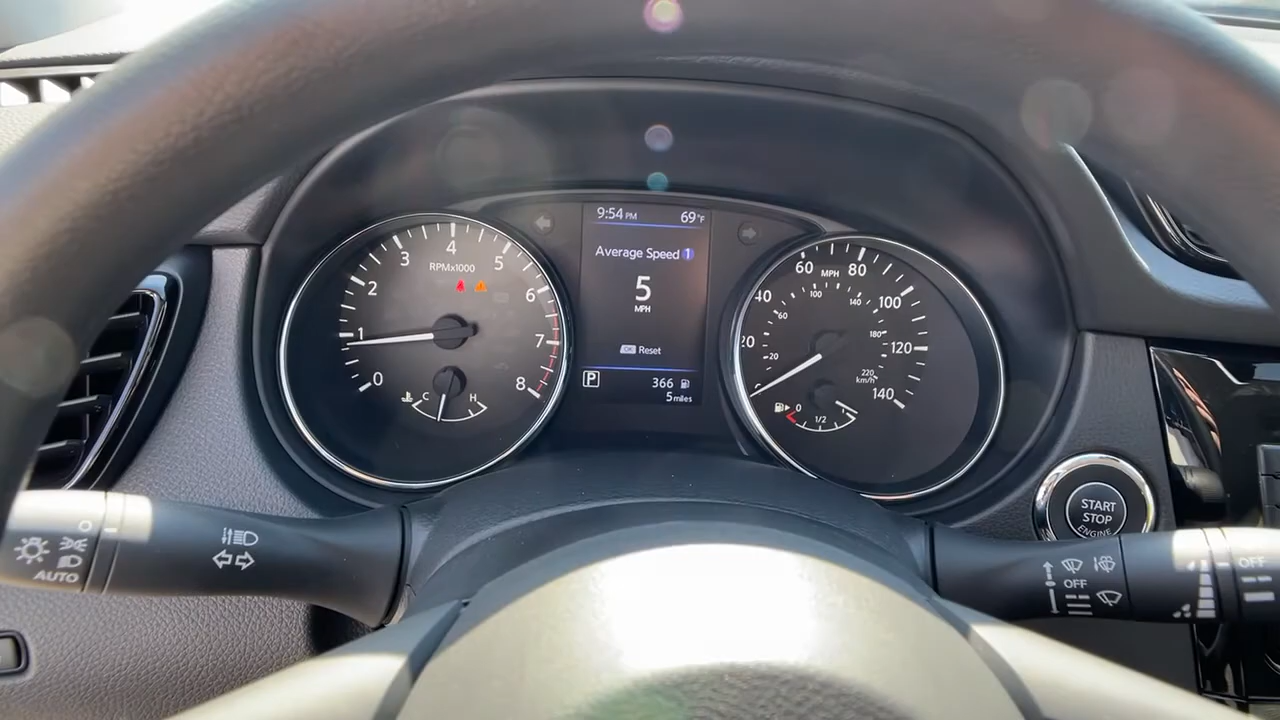 9:54 PM 69°F
Average Speed 1
5
MPH
OK Reset
P 366
5 miles
0 1 2 3 4 5 6 7 8
RPMx1000
C H
20 40 60 80 100 120 140
MPH
20 60 100 140 180 220
km/h
0 1/2 1
START
STOP
ENGINE
AUTO
OFF
OFF